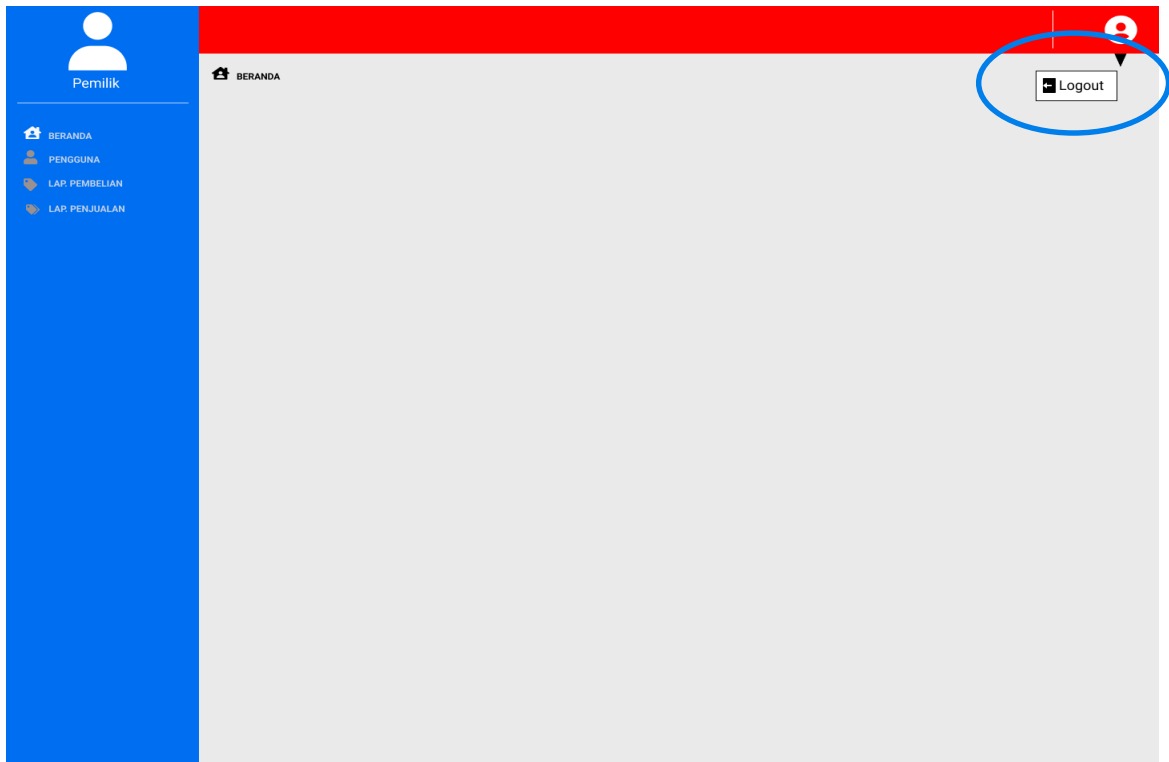 Pemilik
BERANDA
PENGGUNA
LAP. PEMBELIAN
LAP. PENJUALAN
BERANDA
Logout